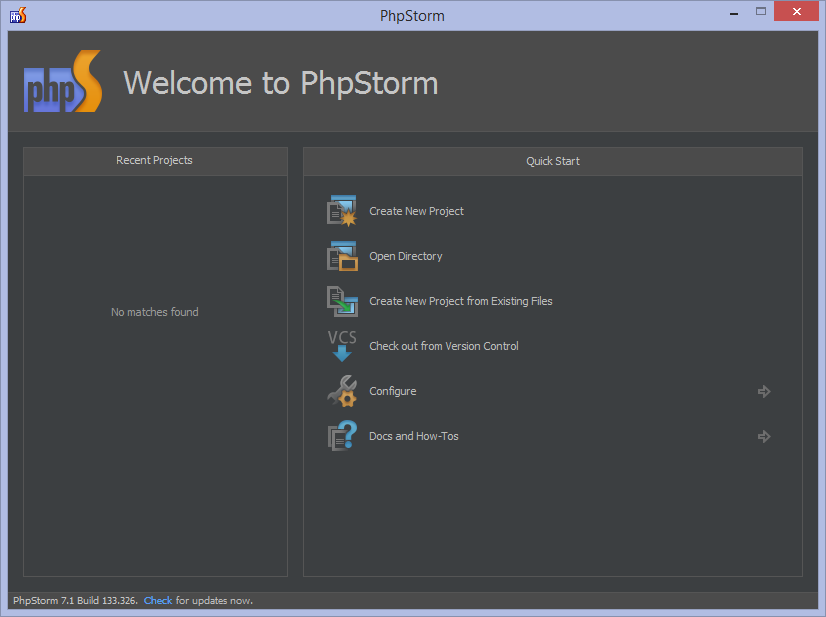 PhpStorm
Welcome to PhpStorm
Recent Projects
No matches found
Quick Start
Create New Project
Open Directory
Create New Project from Existing Files
VCS
Check out from Version Control
Configure
Docs and How-Tos
PhpStorm 7.1 Build 133.326. Check for updates now.